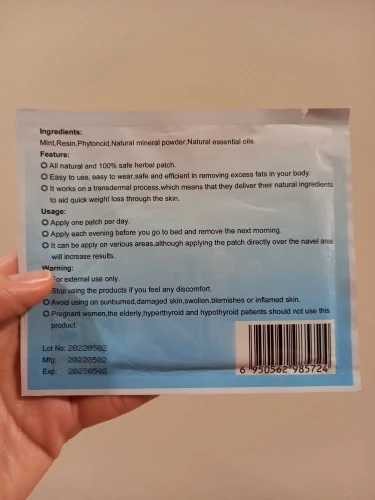 Ingredients:
Mint,Resin,Phytoncid,Natural mineral powder,Natural essential oils.
Feature:
All natural and 100% safe herbal patch.
Easy to use, easy to wear,safe and efficient in removing excess fats in your body.
It works on a transdermal process,which means that they deliver their natural ingredients
to aid quick weight loss through the skin.
Usage:
Apply one patch per day.
Apply each evening before you go to bed and remove the next morning.
It can be apply on various areas,although applying the patch directly over the navel area
will increase results.
Warning:
For external use only.
Stop using the products if you feel any discomfort.
Avoid using on sunburned,damaged skin,swollen,blemishes or inflamed skin.
Pregnant women,the elderly,hyperthyroid and hypothyroid patients should not use this
product.
Lot No: 20220502
Mfg: 20220502
Exp: 20250502
6 950562 985724